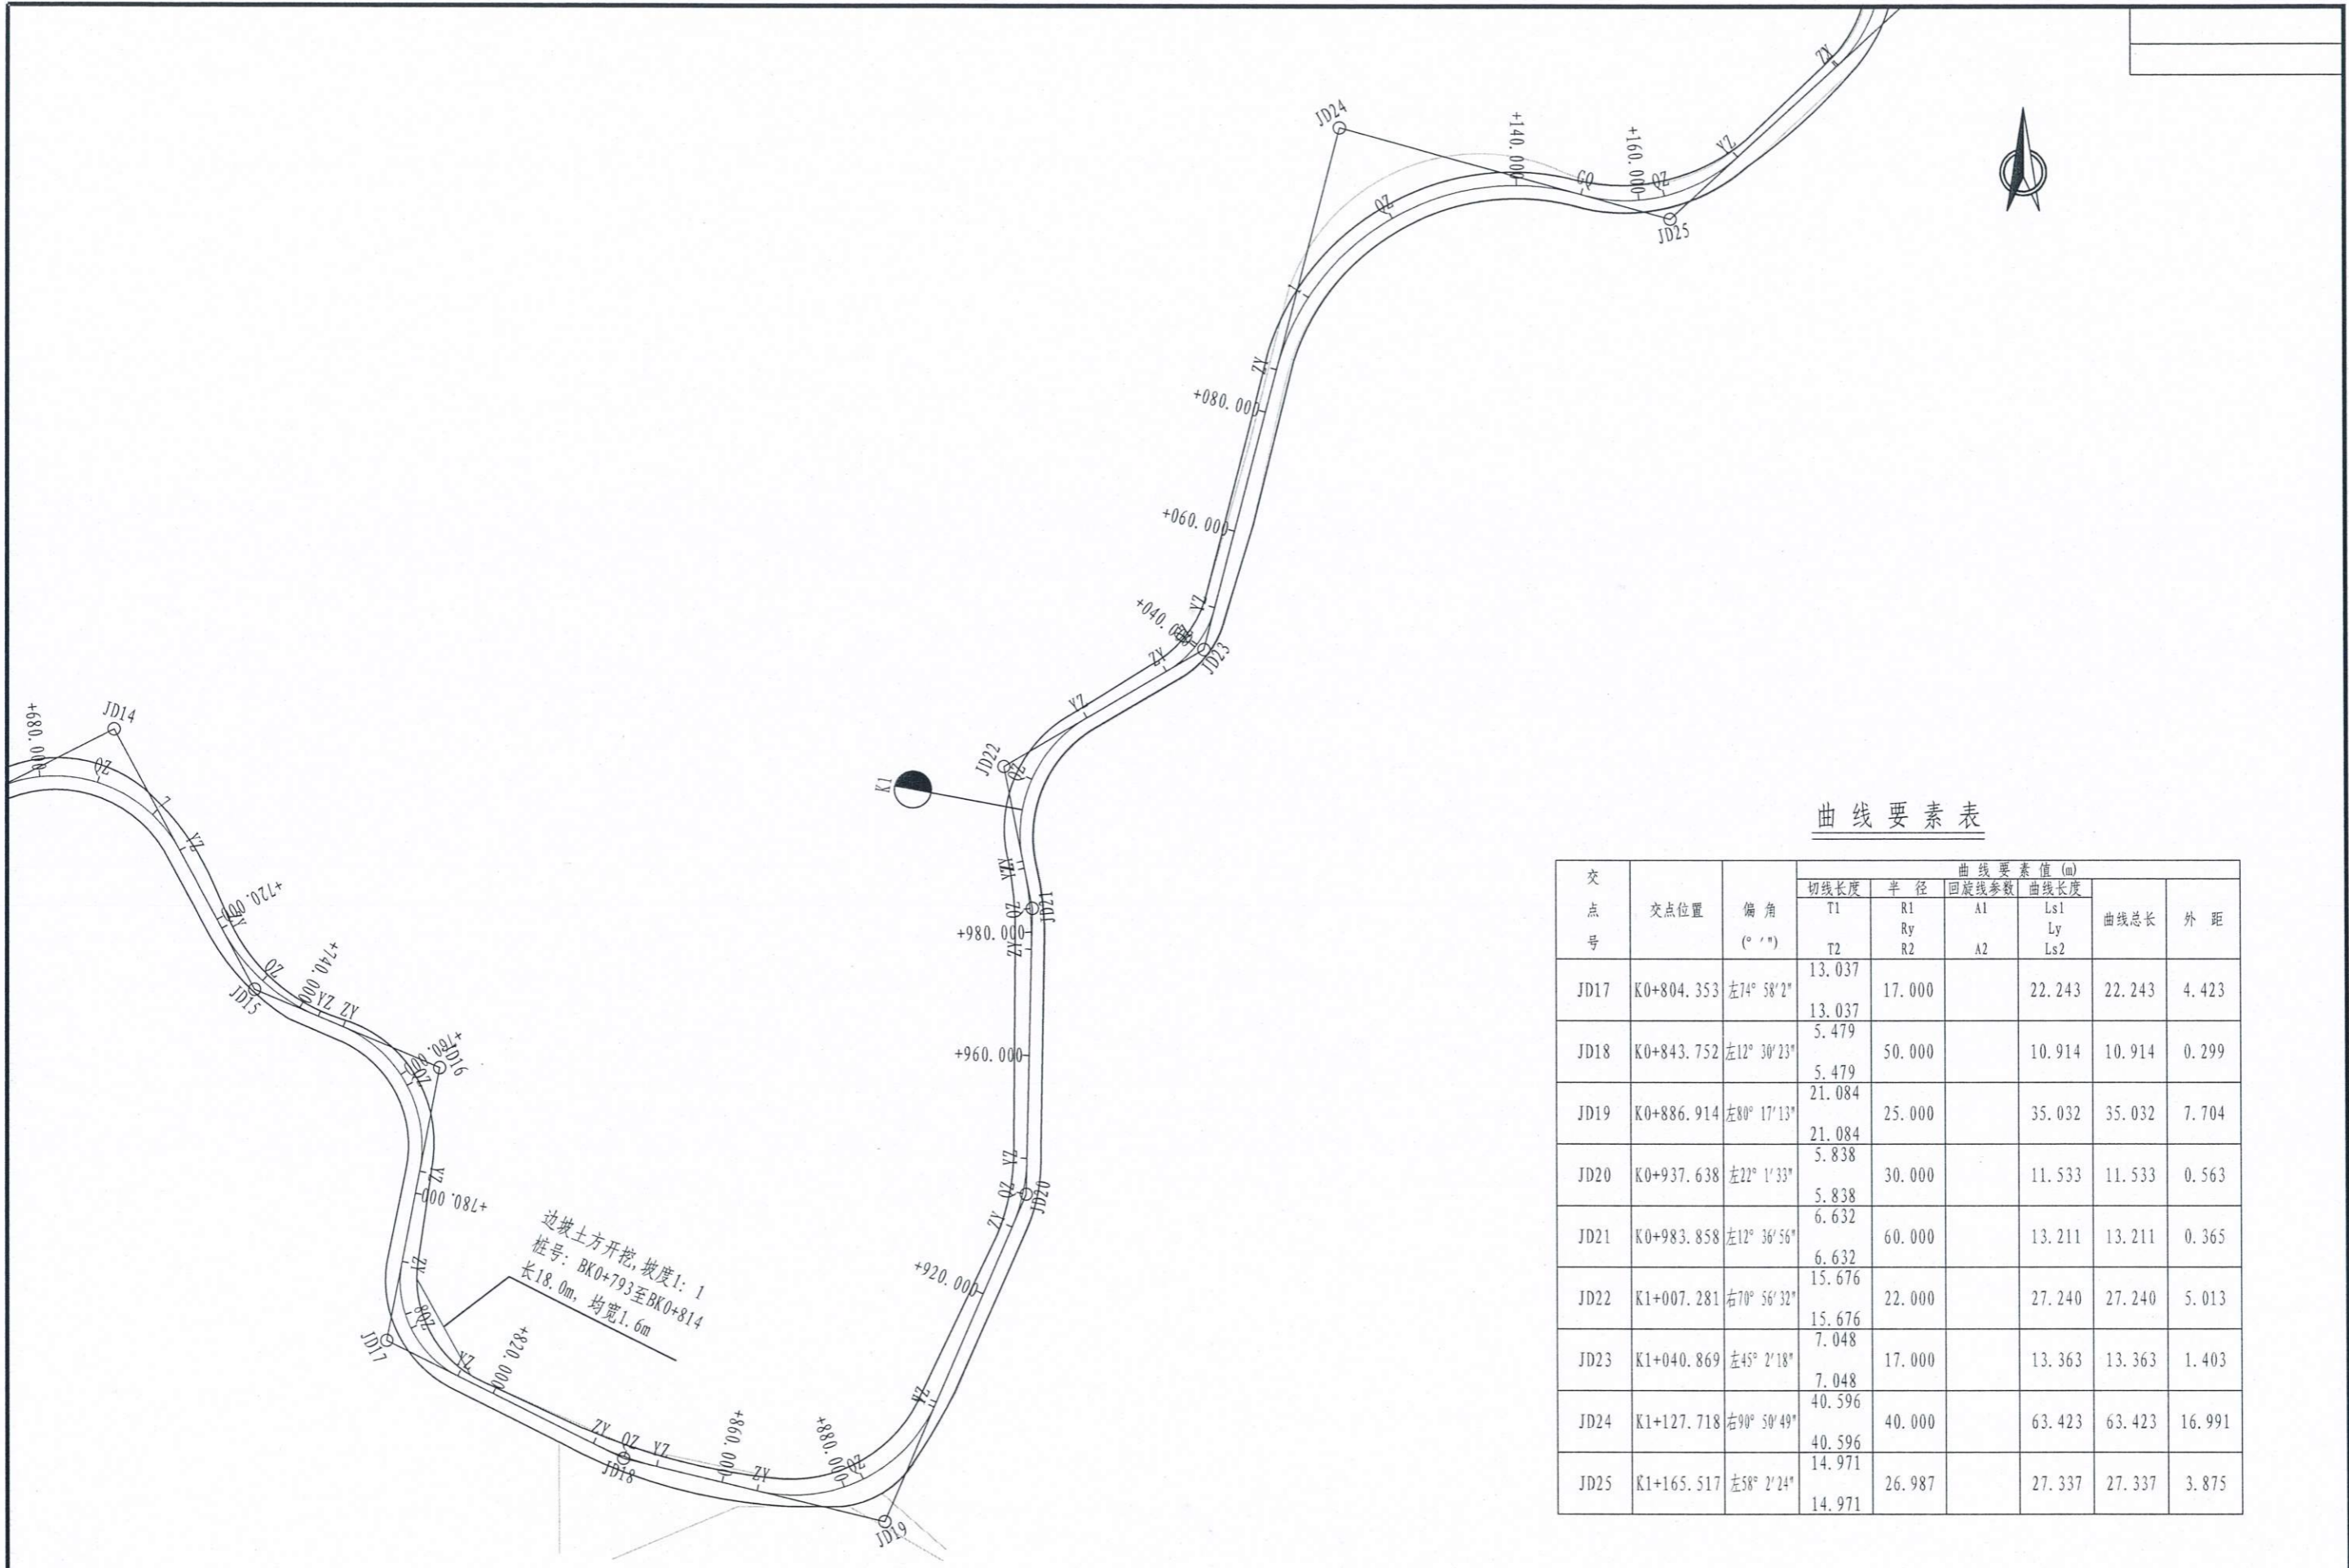 JD24
+140.000
+160.000
GQ
QZ
YZ
ZY
QZ
JD25
ZY
+080.000
+060.000
YZ
+040.000
ZY
JD23
YZ
JD22
QZ
K1
JD21
QZ
+980.000
ZY
+960.000
YZ
QZ
JD20
ZY
+920.000
+680.000
JD14
QZ
YZ
+720.000
ZY
QZ
JD15
+740.000
YZ
ZY
+760.000
JD16
QZ
YZ
+780.000
ZY
边坡土方开挖,坡度1:1
桩号: BK0+793至BK0+814
长18.0m, 均宽1.6m
JD17
YZ
+820.000
ZY
QZ
YZ
JD18
+860.000
ZY
+880.000
QZ
JD19
曲线要素表
交点号 交点位置 偏角 (° ′ ″) 曲线要素值(m)
切线长度 半径 回旋线参数 曲线长度 曲线总长 外距
T1 R1 A1 Ls1
Ry Ly
T2 R2 A2 Ls2
13.037
JD17 K0+804.353 左74° 58′2″ 17.000 22.243 22.243 4.423
13.037
5.479
JD18 K0+843.752 左12° 30′23″ 50.000 10.914 10.914 0.299
5.479
21.084
JD19 K0+886.914 左80° 17′13″ 25.000 35.032 35.032 7.704
21.084
5.838
JD20 K0+937.638 左22° 1′33″ 30.000 11.533 11.533 0.563
5.838
6.632
JD21 K0+983.858 左12° 36′56″ 60.000 13.211 13.211 0.365
6.632
15.676
JD22 K1+007.281 右70° 56′32″ 22.000 27.240 27.240 5.013
15.676
7.048
JD23 K1+040.869 左45° 2′18″ 17.000 13.363 13.363 1.403
7.048
40.596
JD24 K1+127.718 右90° 50′49″ 40.000 63.423 63.423 16.991
40.596
14.971
JD25 K1+165.517 左58° 2′24″ 26.987 27.337 27.337 3.875
14.971